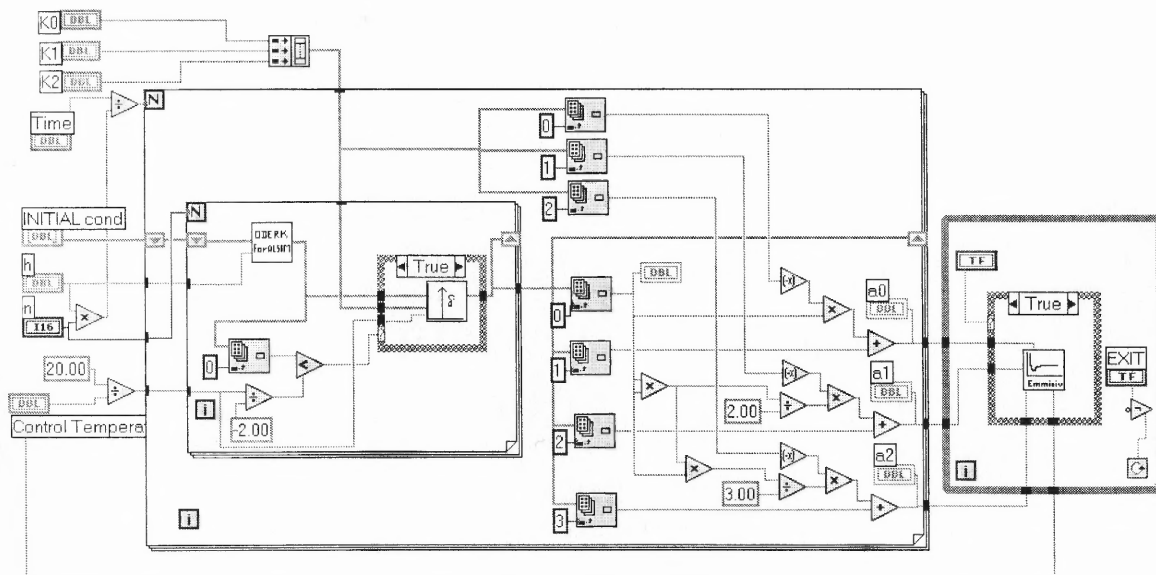 K0 DBL
K1 DBL
K2 DBL
N
Time
DBL
0
1
2
INITIAL cond
[DBL]
N
ODERK
forALSIM
True
DBL
TF
True
h
DBL
n
I16
a0
DBL
0
0
1
20.00
DBL
Control Temperat
i
-2.00
a1
DBL
2.00
EXIT
TF
Emmisiv
2
a2
DBL
3.00
i
3
i